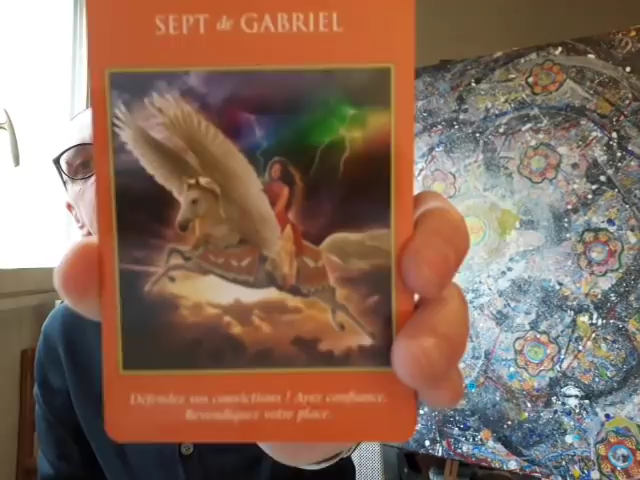 SEPT de GABRIEL
Défendez vos convictions ! Ayez confiance.
Revendiquez votre place.